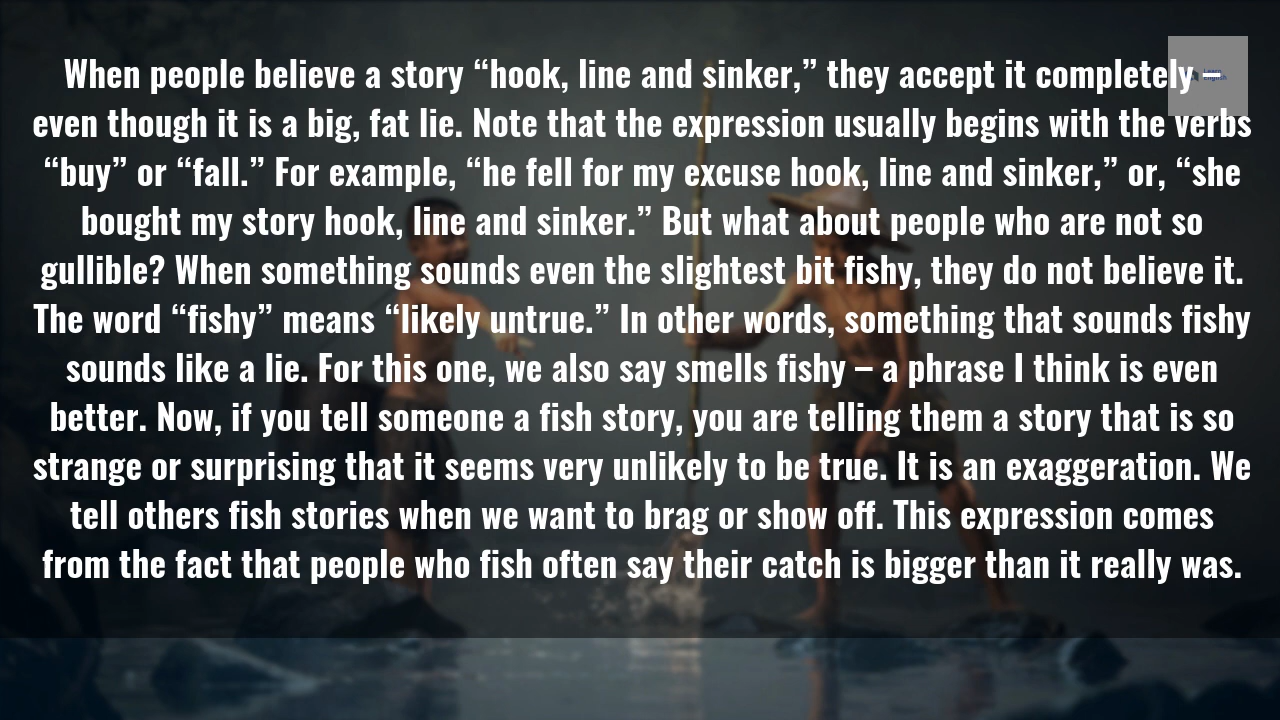 When people believe a story “hook, line and sinker,” they accept it completely
even though it is a big, fat lie. Note that the expression usually begins with the verbs
“buy” or “fall.” For example, “he fell for my excuse hook, line and sinker,” or, “she
bought my story hook, line and sinker.” But what about people who are not so
gullible? When something sounds even the slightest bit fishy, they do not believe it.
The word “fishy” means “likely untrue.” In other words, something that sounds fishy
sounds like a lie. For this one, we also say smells fishy – a phrase I think is even
better. Now, if you tell someone a fish story, you are telling them a story that is so
strange or surprising that it seems very unlikely to be true. It is an exaggeration. We
tell others fish stories when we want to brag or show off. This expression comes
from the fact that people who fish often say their catch is bigger than it really was.
Learn
English